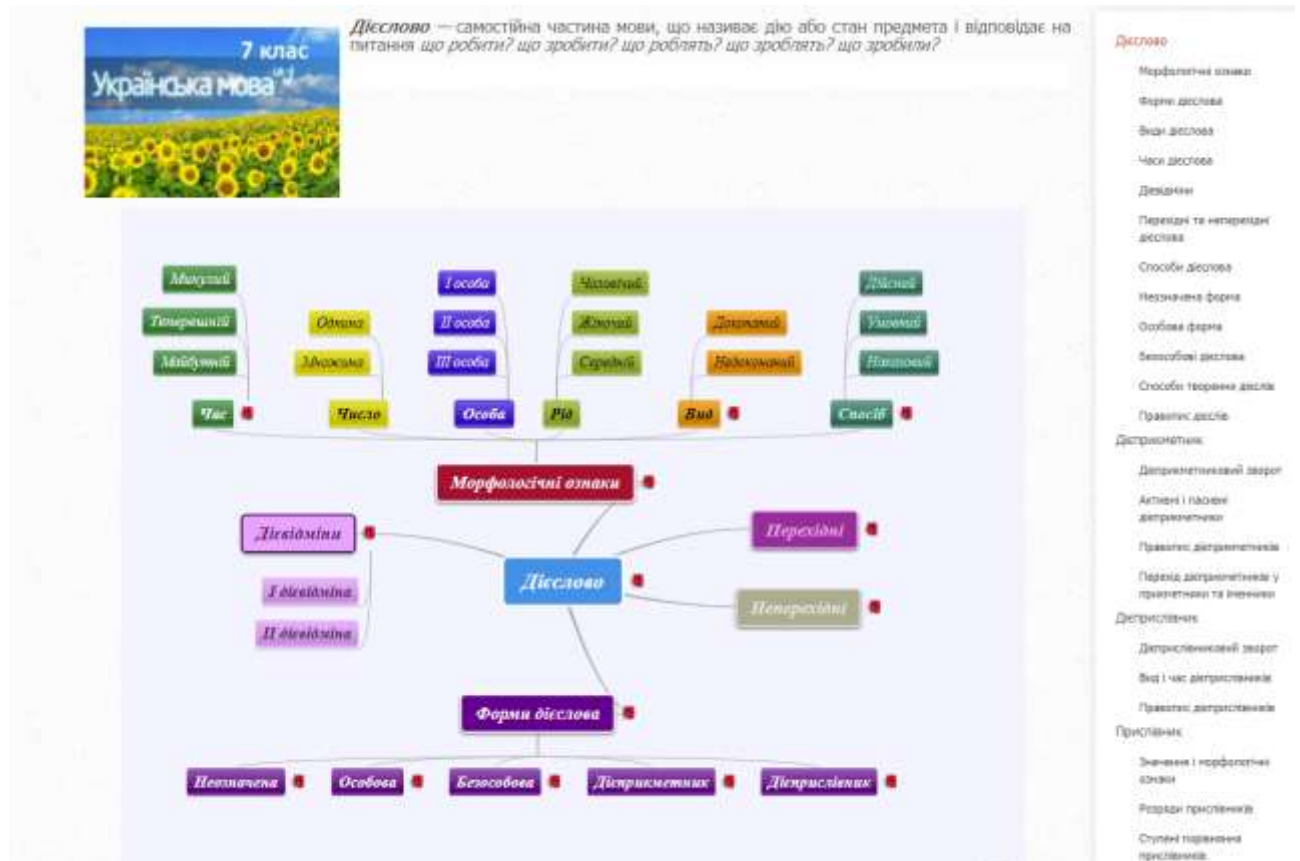 Дієслово — самостійна частина мови, що називає дію або стан предмета і відповідає на
питання що робити? що зробити? що роблять? що зроблять? що зробили?
7 клас
Українська мова
Минулий
Теперешній
Майбутній
Час
Однина
Множина
Число
I особа
II особа
III особа
Особа
Чоловічий
Жіночий
Середній
Рід
Доконаний
Недоконаний
Вид
Дійсний
Умовний
Наказовий
Спосіб
Морфологічні ознаки
Дієвідміни
I дієвідміна
II дієвідміна
Дієслово
Перехідні
Неперехідні
Форми дієслова
Неозначена
Особова
Безособова
Дієприкметник
Дієприслівник
Дієслово
Морфологічні ознаки
Форми дієслова
Види дієслова
Часи дієслова
Дієвідміни
Перехідні та неперехідні
дієслова
Способи дієслова
Неозначена форма
Особова форма
Безособові дієслова
Способи творення дієслів
Правопис дієслів
Дієприкметник
Дієприкметниковий зворот
Активні і пасивні
дієприкметники
Правопис дієприкметників
Перехід дієприкметників у
прикметники та іменники
Дієприслівник
Дієприслівниковий зворот
Вид і час дієприслівників
Правопис дієприслівників
Прислівник
Значення і морфологічні
ознаки
Розряди прислівників
Ступені порівняння
прислівників